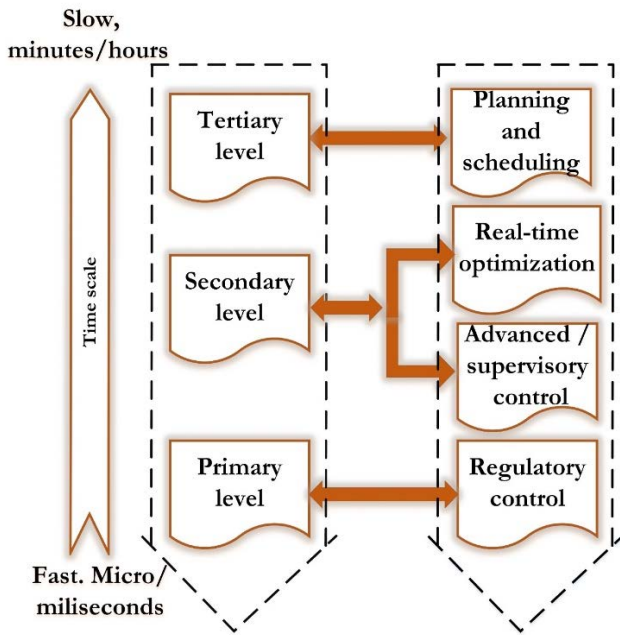 Slow,
minutes/hours
Tertiary
level
Planning
and
scheduling
Real-time
optimization
Secondary
level
Time scale
Advanced /
supervisory
control
Primary
level
Regulatory
control
Fast. Micro/
miliseconds